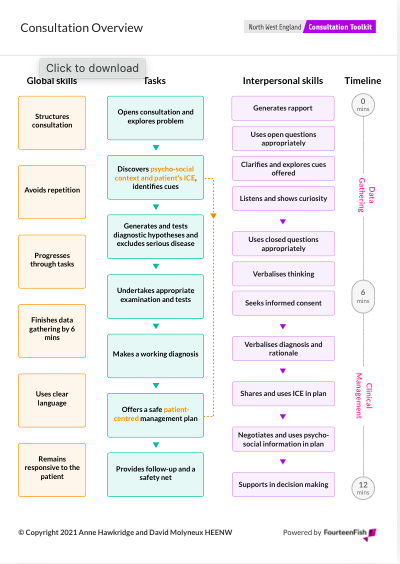 Consultation Overview
North West England Consultation Toolkit
Click to download
Global skills
Tasks
Interpersonal skills
Timeline
Structures
consultation
Avoids repetition
Progresses
through tasks
Finishes data
gathering by 6
mins
Uses clear
language
Remains
responsive to the
patient
Opens consultation and
explores problem
Discovers psycho-social
context and patient's ICE,
identifies cues
Generates and tests
diagnostic hypotheses and
excludes serious disease
Undertakes appropriate
examination and tests
Makes a working diagnosis
Offers a safe patient-
centred management plan
Provides follow-up and a
safety net
Generates rapport
Uses open questions
appropriately
Clarifies and explores cues
offered
Listens and shows curiosity
Uses closed questions
appropriately
Verbalises thinking
Seeks informed consent
Verbalises diagnosis and
rationale
Shares and uses ICE in plan
Negotiates and uses psycho-
social information in plan
Supports in decision making
0
mins
Data
Gathering
6
mins
Clinical
Management
12
mins
© Copyright 2021 Anne Hawkridge and David Molyneux HEENW
Powered by FourteenFish